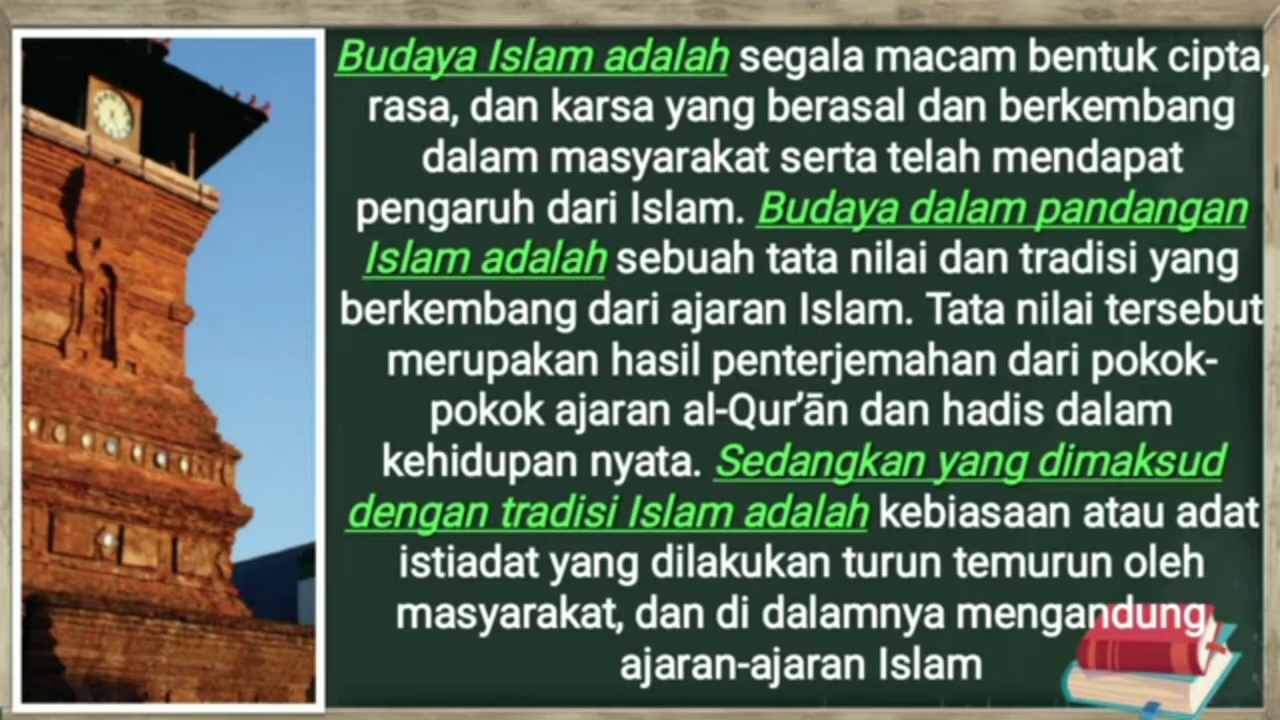 Budaya Islam adalah segala macam bentuk cipta,
rasa, dan karsa yang berasal dan berkembang
dalam masyarakat serta telah mendapat
pengaruh dari Islam. Budaya dalam pandangan
Islam adalah sebuah tata nilai dan tradisi yang
berkembang dari ajaran Islam. Tata nilai tersebut
merupakan hasil penterjemahan dari pokok-
pokok ajaran al-Qur’ān dan hadis dalam
kehidupan nyata. Sedangkan yang dimaksud
dengan tradisi Islam adalah kebiasaan atau adat
istiadat yang dilakukan turun temurun oleh
masyarakat, dan di dalamnya mengandung
ajaran-ajaran Islam